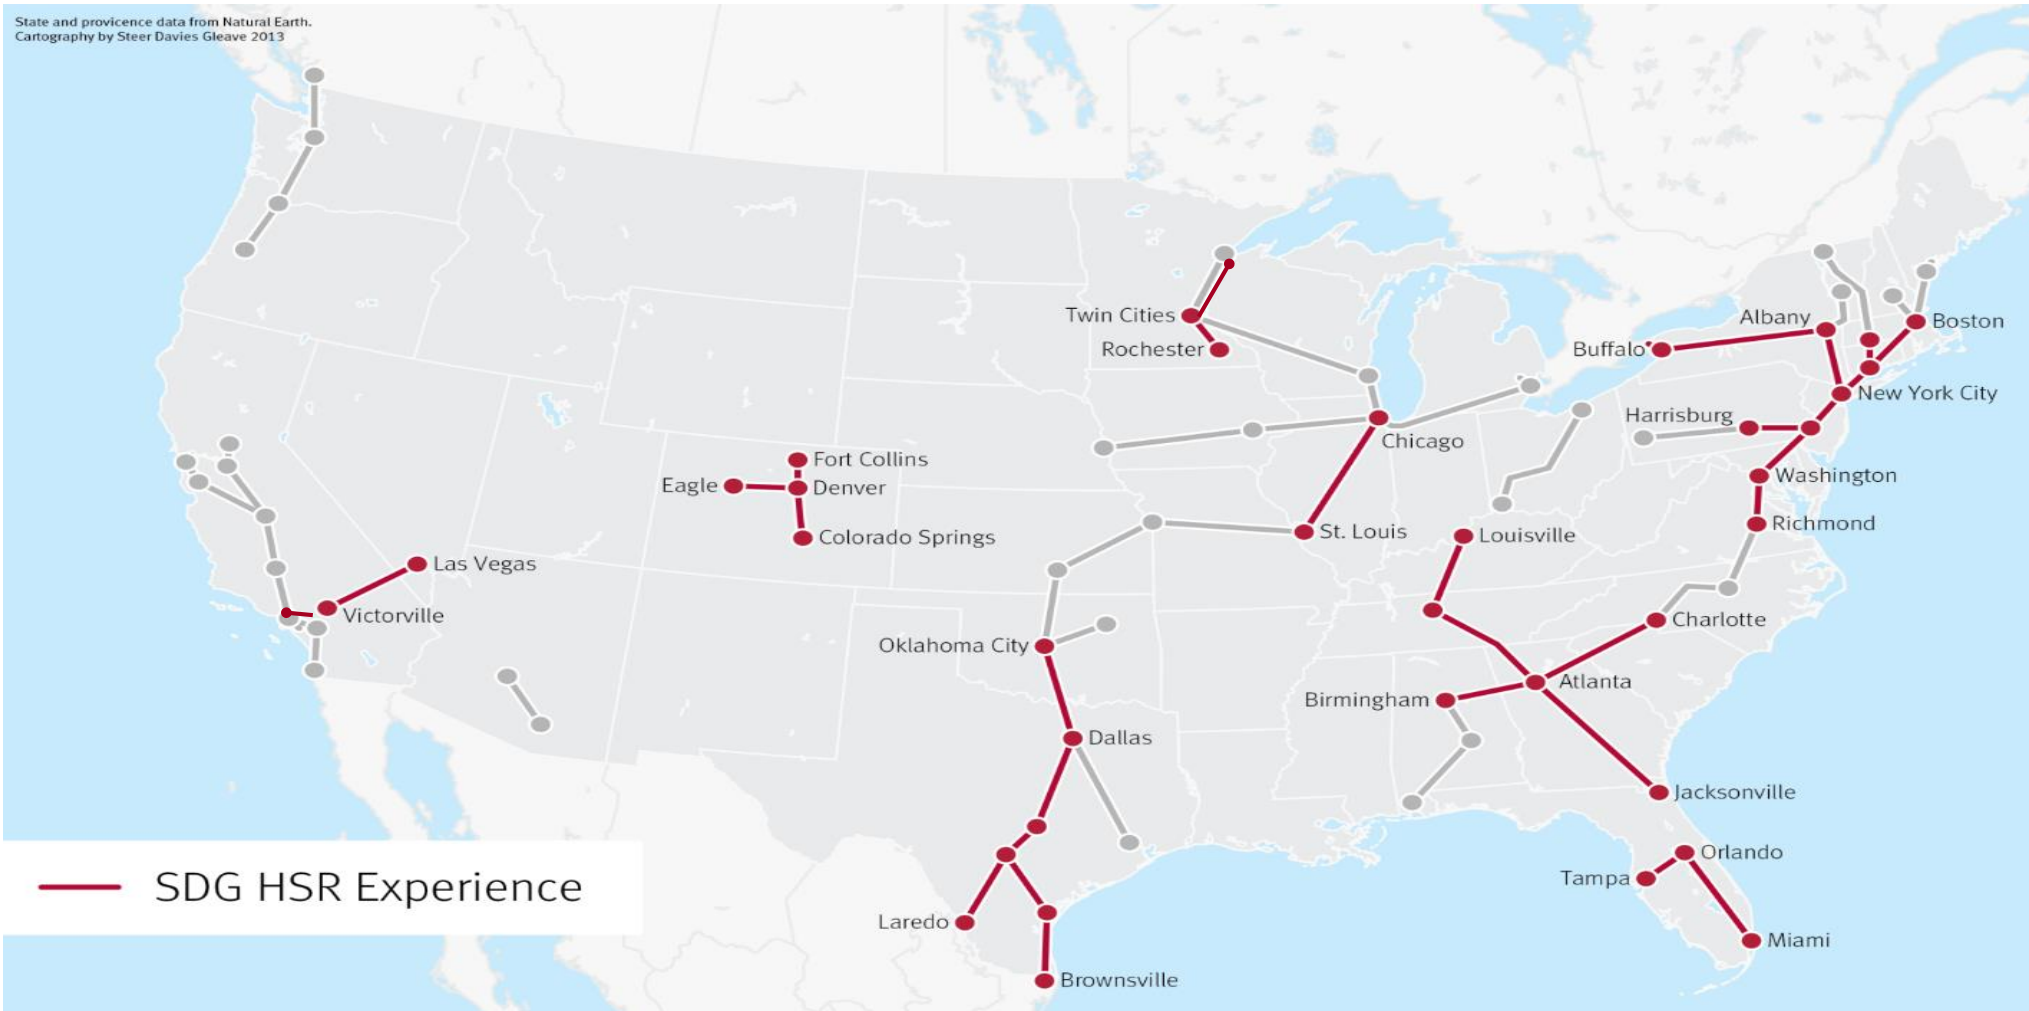 State and provicence data from Natural Earth.
Cartography by Steer Davies Gleave 2013
Twin Cities
Rochester
Albany
Boston
Buffalo
New York City
Harrisburg
Chicago
Fort Collins
Eagle
Denver
Washington
Richmond
Colorado Springs
St. Louis
Louisville
Las Vegas
Victorville
Charlotte
Oklahoma City
Atlanta
Birmingham
Dallas
Jacksonville
Orlando
Tampa
SDG HSR Experience
Laredo
Miami
Brownsville